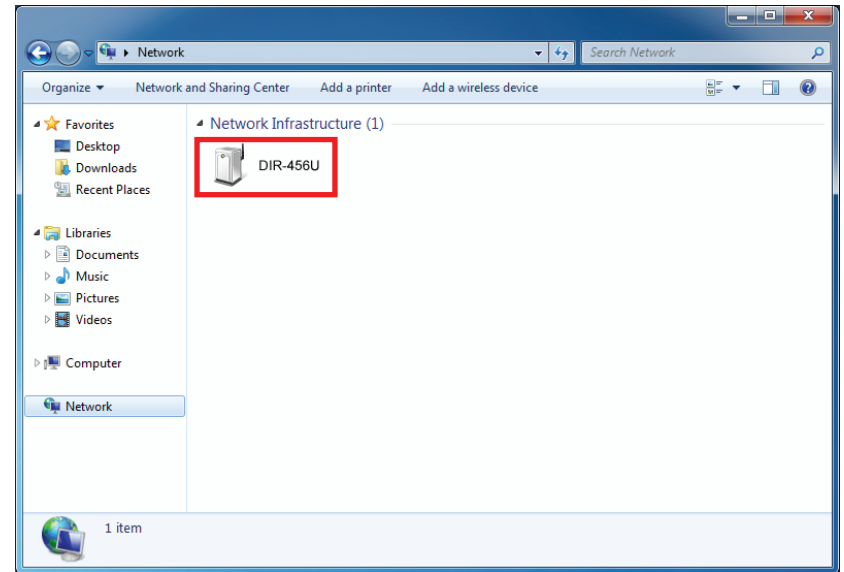 Network
Search Network
Organize
Network and Sharing Center
Add a printer
Add a wireless device
Favorites
Desktop
Downloads
Recent Places
Libraries
Documents
Music
Pictures
Videos
Computer
Network
Network Infrastructure (1)
DIR-456U
1 item